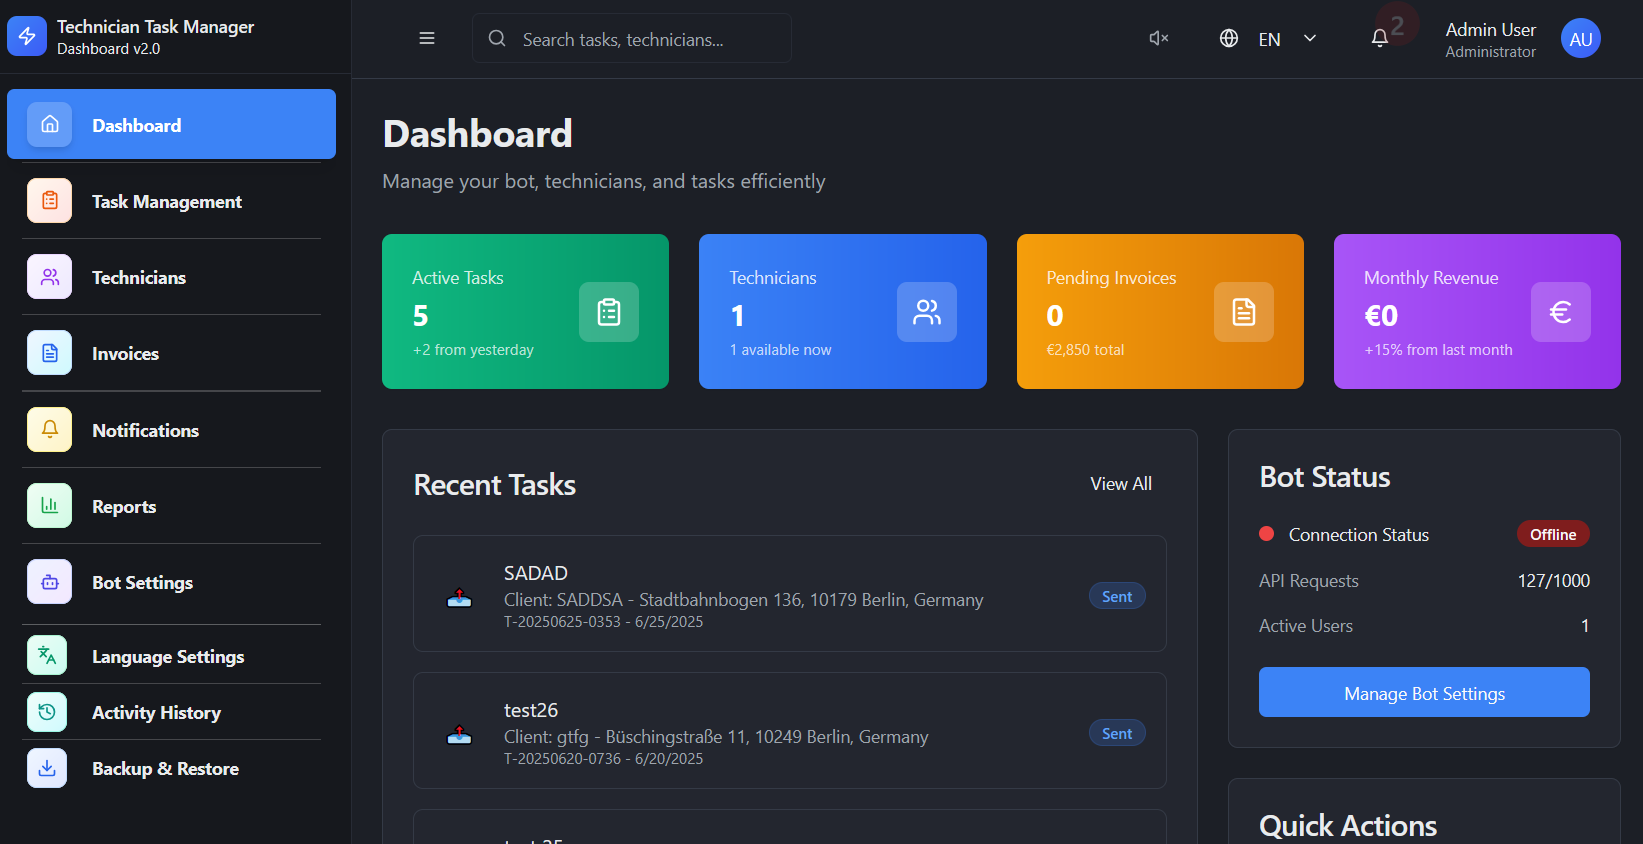 Technician Task Manager
Dashboard v2.0
Search tasks, technicians...
EN
2
Admin User
Administrator
AU
Dashboard
Task Management
Technicians
Invoices
Notifications
Reports
Bot Settings
Language Settings
Activity History
Backup & Restore
Dashboard
Manage your bot, technicians, and tasks efficiently
Active Tasks
5
+2 from yesterday
Technicians
1
1 available now
Pending Invoices
0
€2,850 total
Monthly Revenue
€0
+15% from last month
Recent Tasks
View All
SADAD
Client: SADDSA - Stadtbahnbogen 136, 10179 Berlin, Germany
T-20250625-0353 - 6/25/2025
Sent
test26
Client: gtfg - Büschingstraße 11, 10249 Berlin, Germany
T-20250620-0736 - 6/20/2025
Sent
Bot Status
Connection Status
Offline
API Requests
127/1000
Active Users
1
Manage Bot Settings
Quick Actions